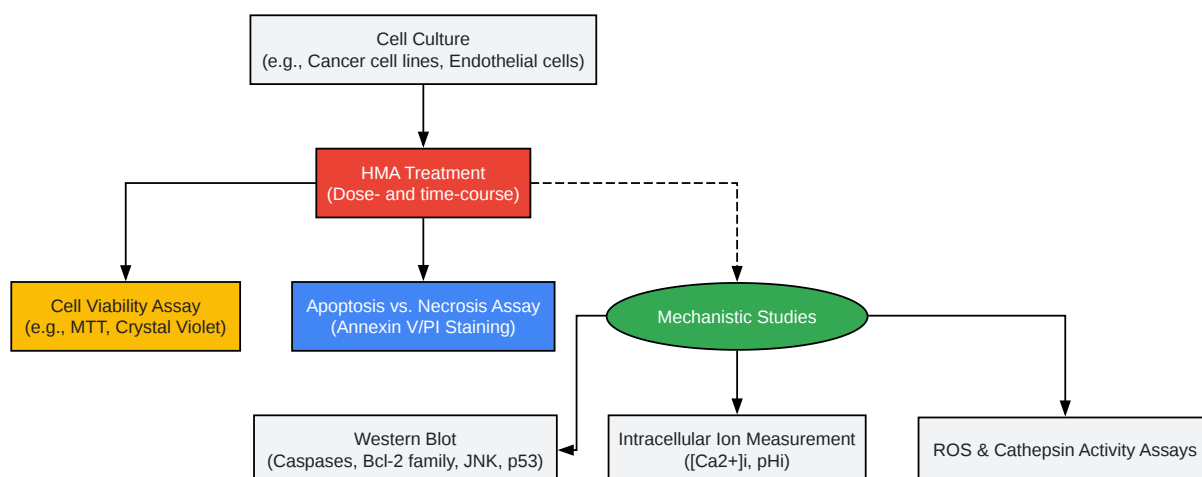 Cell Culture
(e.g., Cancer cell lines, Endothelial cells)
HMA Treatment
(Dose- and time-course)
Cell Viability Assay
(e.g., MTT, Crystal Violet)
Apoptosis vs. Necrosis Assay
(Annexin V/PI Staining)
Mechanistic Studies
Western Blot
(Caspases, Bcl-2 family, JNK, p53)
Intracellular Ion Measurement
([Ca2+]i, pHi)
ROS & Cathepsin Activity Assays